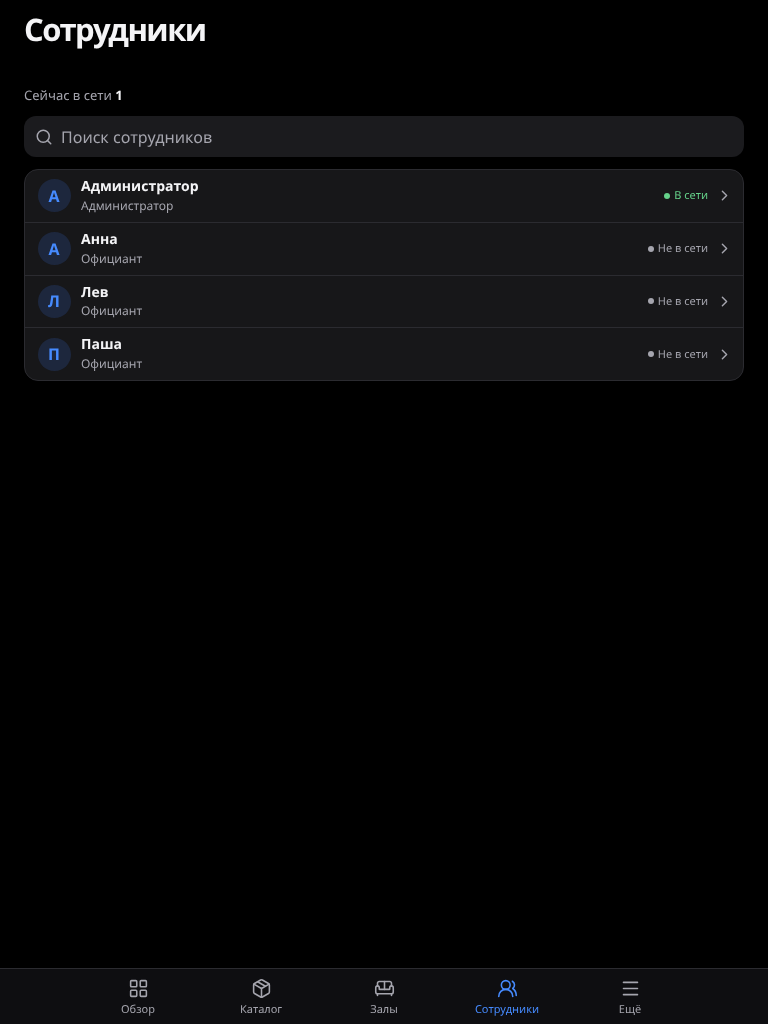 Сотрудники
Сейчас в сети 1
Поиск сотрудников
А
Администратор
Администратор
В сети
А
Анна
Официант
Не в сети
Л
Лев
Официант
Не в сети
П
Паша
Официант
Не в сети
Обзор
Каталог
Залы
Сотрудники
Ещё